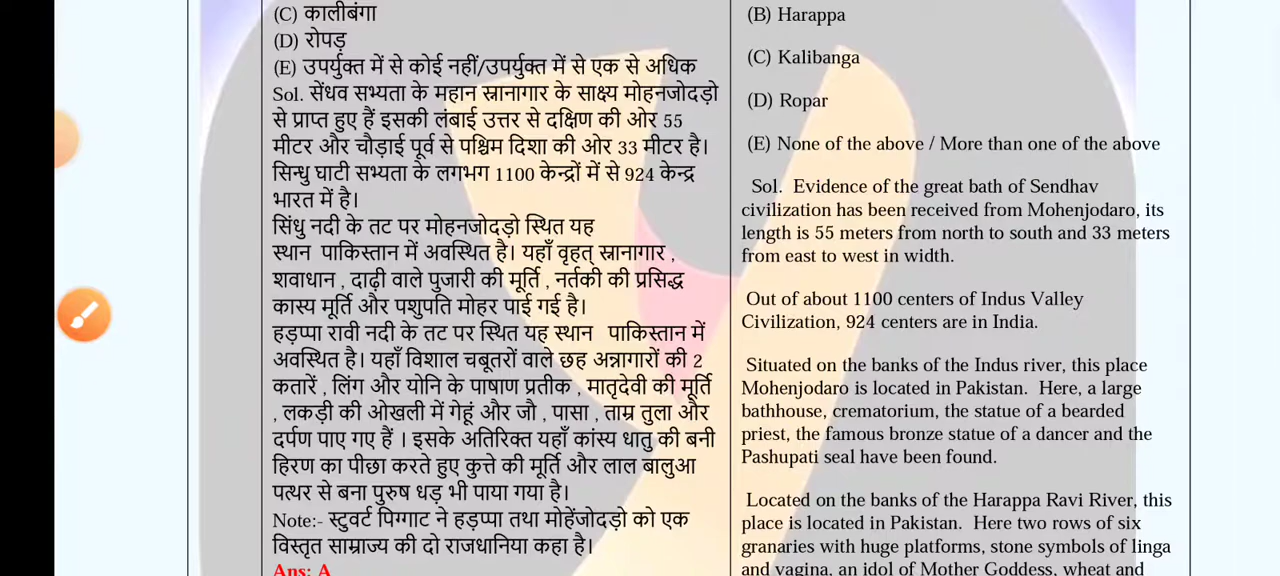 (C) कालीबंगा
(D) रोपड़
(E) उपर्युक्त में से कोई नहीं/उपर्युक्त में से एक से अधिक
Sol. सेंधव सभ्यता के महान स्नानागार के साक्ष्य मोहनजोदड़ो
से प्राप्त हुए हैं इसकी लंबाई उत्तर से दक्षिण की ओर 55
मीटर और चौड़ाई पूर्व से पश्चिम दिशा की ओर 33 मीटर है।
सिन्धु घाटी सभ्यता के लगभग 1100 केन्द्रों में से 924 केन्द्र
भारत में है।
सिंधु नदी के तट पर मोहनजोदड़ो स्थित यह
स्थान पाकिस्तान में अवस्थित है। यहाँ वृहत् स्नानागार ,
शवाधान , दाढ़ी वाले पुजारी की मूर्ति , नर्तकी की प्रसिद्ध
कास्य मूर्ति और पशुपति मोहर पाई गई है।
हड़प्पा रावी नदी के तट पर स्थित यह स्थान पाकिस्तान में
अवस्थित है। यहाँ विशाल चबूतरों वाले छह अन्नागारों की 2
कतारें , लिंग और योनि के पाषाण प्रतीक , मातृदेवी की मूर्ति
, लकड़ी की ओखली में गेहूं और जौ , पासा , ताम्र तुला और
दर्पण पाए गए हैं । इसके अतिरिक्त यहाँ कांस्य धातु की बनी
हिरण का पीछा करते हुए कुत्ते की मूर्ति और लाल बालुआ
पत्थर से बना पुरुष धड़ भी पाया गया है।
Note:- स्टुवर्ट पिग्गाट ने हड़प्पा तथा मोहेंजोदड़ो को एक
विस्तृत साम्राज्य की दो राजधानिया कहा है।
Ans: A
(B) Harappa
(C) Kalibanga
(D) Ropar
(E) None of the above / More than one of the above
Sol. Evidence of the great bath of Sendhav
civilization has been received from Mohenjodaro, its
length is 55 meters from north to south and 33 meters
from east to west in width.
Out of about 1100 centers of Indus Valley
Civilization, 924 centers are in India.
Situated on the banks of the Indus river, this place
Mohenjodaro is located in Pakistan. Here, a large
bathhouse, crematorium, the statue of a bearded
priest, the famous bronze statue of a dancer and the
Pashupati seal have been found.
Located on the banks of the Harappa Ravi River, this
place is located in Pakistan. Here two rows of six
granaries with huge platforms, stone symbols of linga
and vagina, an idol of Mother Goddess, wheat and